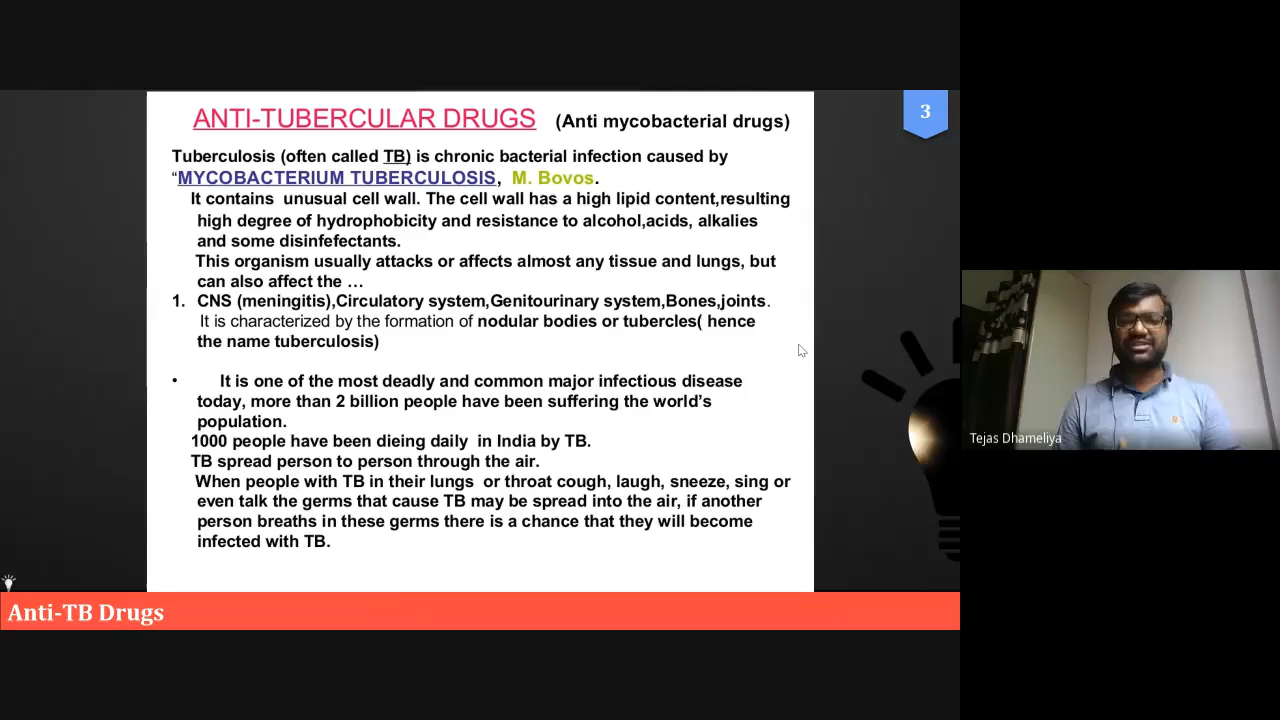 ANTI-TUBERCULAR DRUGS (Anti mycobacterial drugs)
3
Tuberculosis (often called TB) is chronic bacterial infection caused by
“MYCOBACTERIUM TUBERCULOSIS, M. Bovos.
It contains unusual cell wall. The cell wall has a high lipid content,resulting
high degree of hydrophobicity and resistance to alcohol,acids, alkalies
and some disinfefectants.
This organism usually attacks or affects almost any tissue and lungs, but
can also affect the …
1. CNS (meningitis),Circulatory system,Genitourinary system,Bones,joints.
It is characterized by the formation of nodular bodies or tubercles( hence
the name tuberculosis)
• It is one of the most deadly and common major infectious disease
today, more than 2 billion people have been suffering the world’s
population.
1000 people have been dieing daily in India by TB.
TB spread person to person through the air.
When people with TB in their lungs or throat cough, laugh, sneeze, sing or
even talk the germs that cause TB may be spread into the air, if another
person breaths in these germs there is a chance that they will become
infected with TB.
Anti-TB Drugs
Tejas Dhameliya